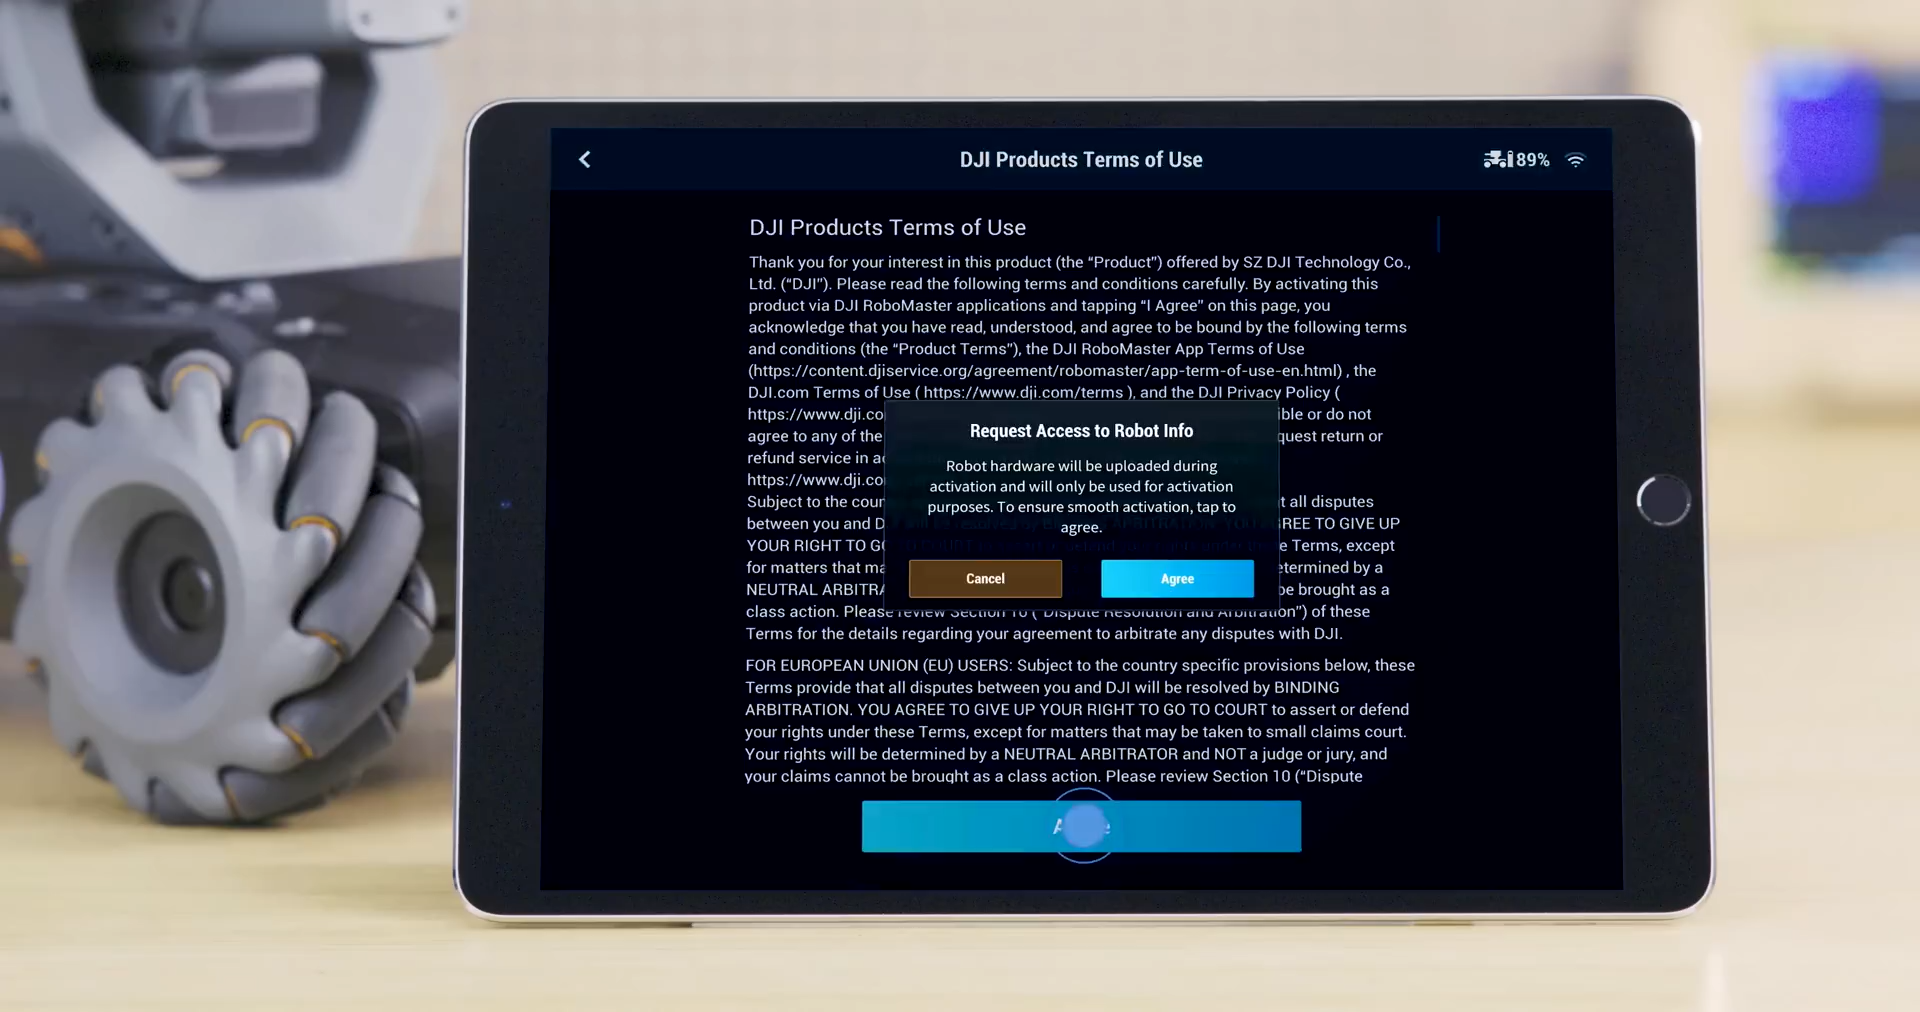 DJI Products Terms of Use
89%
DJI Products Terms of Use
Thank you for your interest in this product (the “Product”) offered by SZ DJI Technology Co.,
Ltd. (“DJI”). Please read the following terms and conditions carefully. By activating this
product via DJI RoboMaster applications and tapping “I Agree” on this page, you
acknowledge that you have read, understood, and agree to be bound by the following terms
and conditions (the “Product Terms”), the DJI RoboMaster App Terms of Use
(https://content.djiservice.org/agreement/robomaster/app-term-of-use-en.html) , the
DJI.com Terms of Use ( https://www.dji.com/terms ), and the DJI Privacy Policy (
https://www.dji.co ible or do not
agree to any of the quest return or
refund service in
https://www.dji.co
Subject to the all disputes
between you and AGREE TO GIVE UP
YOUR RIGHT TO GO Terms, except
for matters that determined by a
NEUTRAL be brought as a
class action. Please review Section 10 (“Dispute Resolution and Arbitration”) of these
Terms for the details regarding your agreement to arbitrate any disputes with DJI.
FOR EUROPEAN UNION (EU) USERS: Subject to the country specific provisions below, these
Terms provide that all disputes between you and DJI will be resolved by BINDING
ARBITRATION. YOU AGREE TO GIVE UP YOUR RIGHT TO GO TO COURT to assert or defend
your rights under these Terms, except for matters that may be taken to small claims court.
Your rights will be determined by a NEUTRAL ARBITRATOR and NOT a judge or jury, and
your claims cannot be brought as a class action. Please review Section 10 (“Dispute
Request Access to Robot Info
Robot hardware will be uploaded during
activation and will only be used for activation
purposes. To ensure smooth activation, tap to
agree.
Cancel
Agree